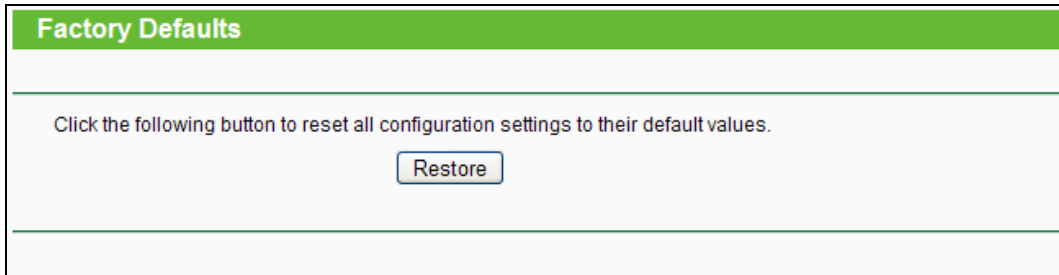 Factory Defaults
Click the following button to reset all configuration settings to their default values.
Restore